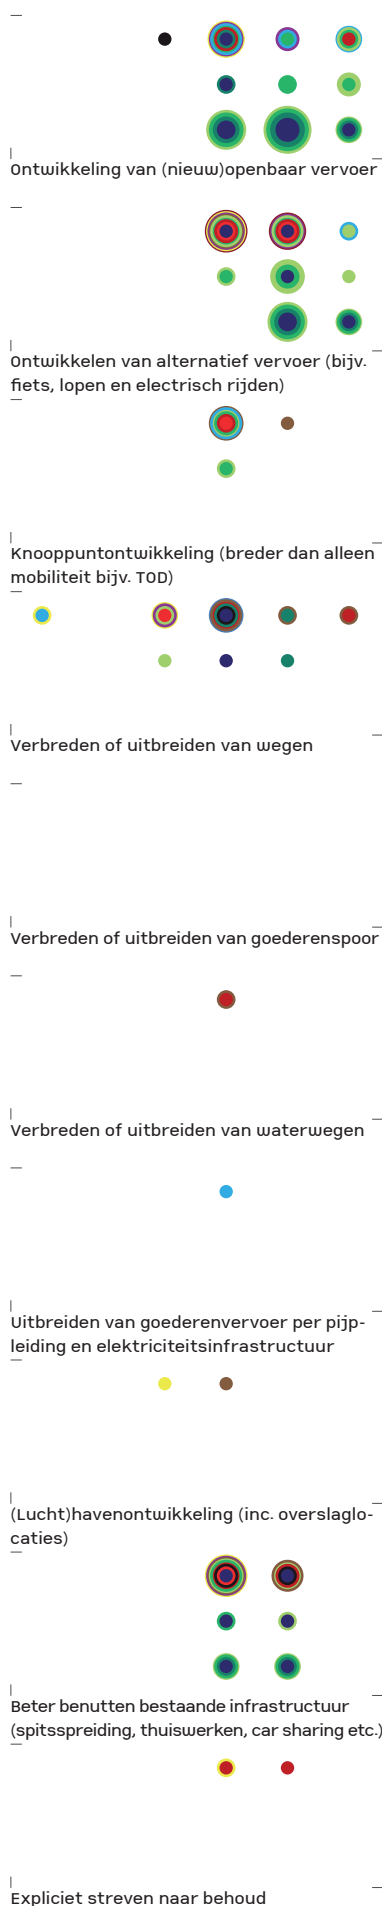 Ontwikkeling van (nieuw)openbaar vervoer
Ontwikkelen van alternatief vervoer (bijv.
fiets, lopen en electrisch rijden)
Knooppuntontwikkeling (breder dan alleen
mobiliteit bijv. TOD)
Verbreden of uitbreiden van wegen
Verbreden of uitbreiden van goederenspoor
Verbreden of uitbreiden van waterwegen
Uitbreiden van goederenvervoer per pijp-
leiding en elektriciteitsinfrastructuur
(Lucht)havenontwikkeling (inc. overslaglo-
caties)
Beter benutten bestaande infrastructuur
(spitsspreiding, thuiswerken, car sharing etc.)
Expliciet streven naar behoud